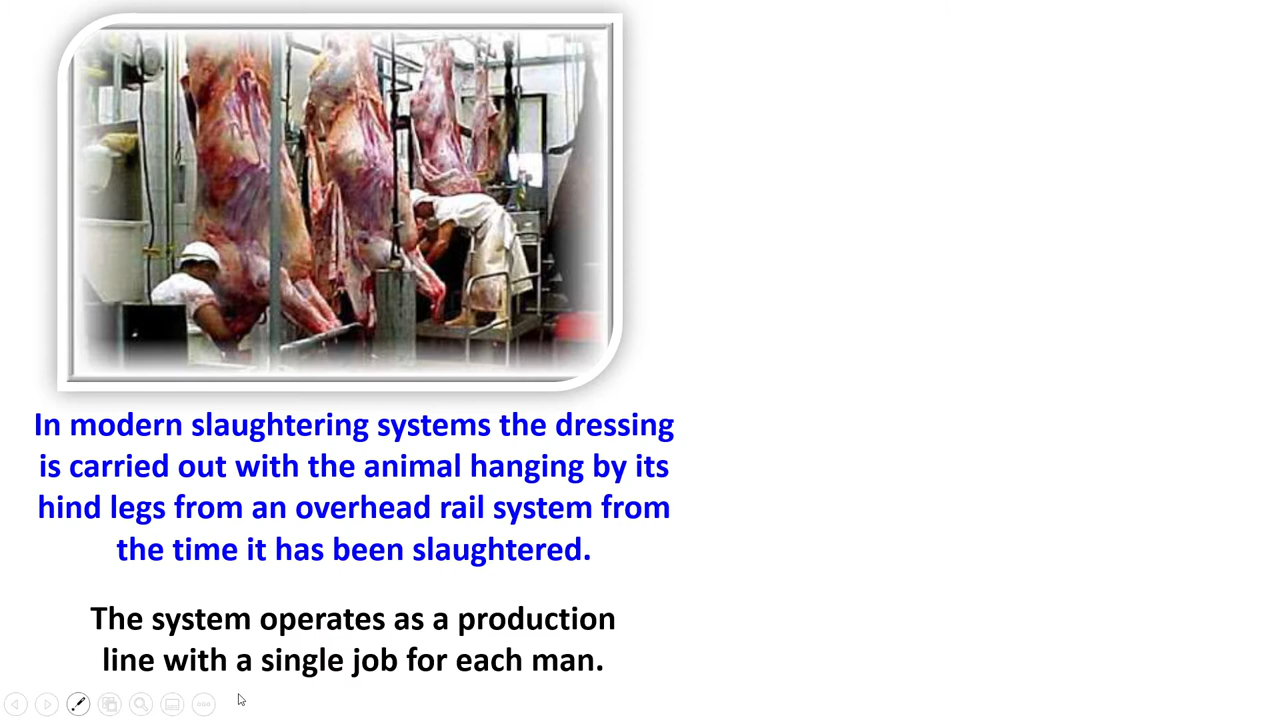 In modern slaughtering systems the dressing
is carried out with the animal hanging by its
hind legs from an overhead rail system from
the time it has been slaughtered.
The system operates as a production
line with a single job for each man.